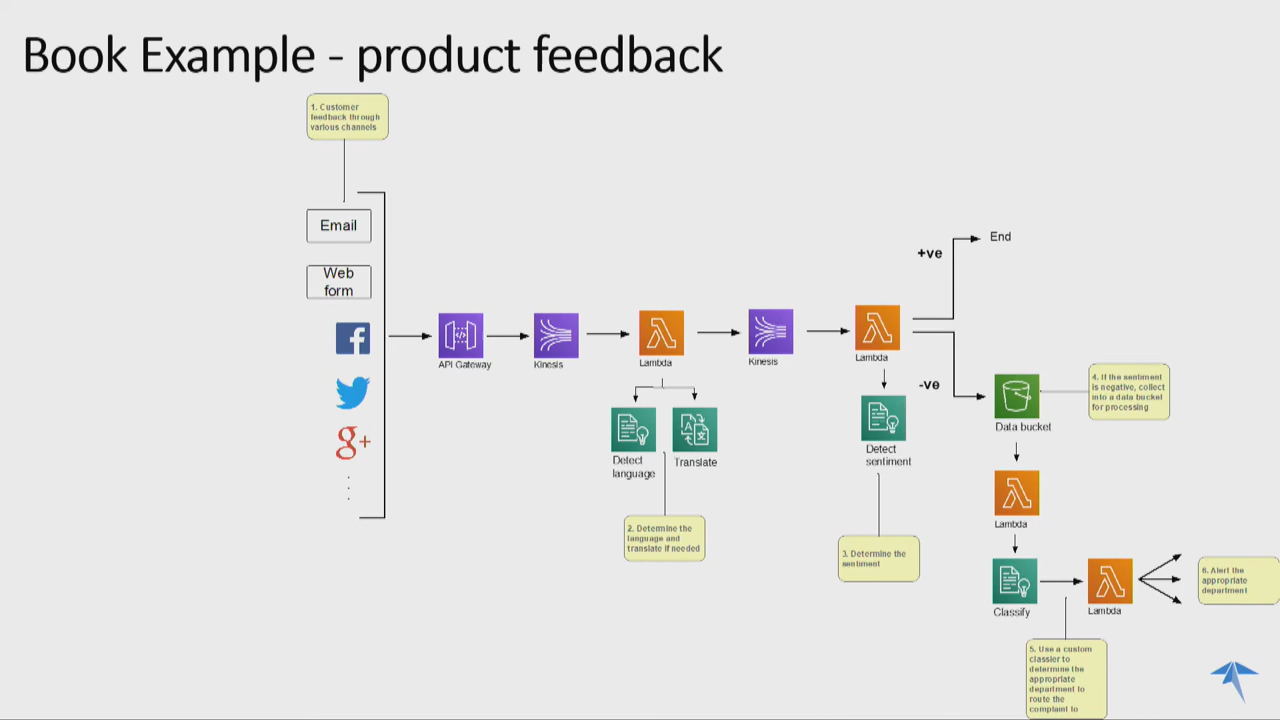 Book Example - product feedback
1. Customer
feedback through
various channels
Email
Web
form
g+
API Gateway
Kinesis
Lambda
Kinesis
Lambda
Detect
language
Translate
2. Determine the
language and
translate if needed
Detect
sentiment
3. Determine the
sentiment
+ve
End
-ve
Data bucket
4. If the sentiment
is negative, collect
into a data bucket
for processing
Lambda
Classify
Lambda
5. Use a custom
classier to
determine the
appropriate
department to
route the
complaint to
6. Alert the
appropriate
department